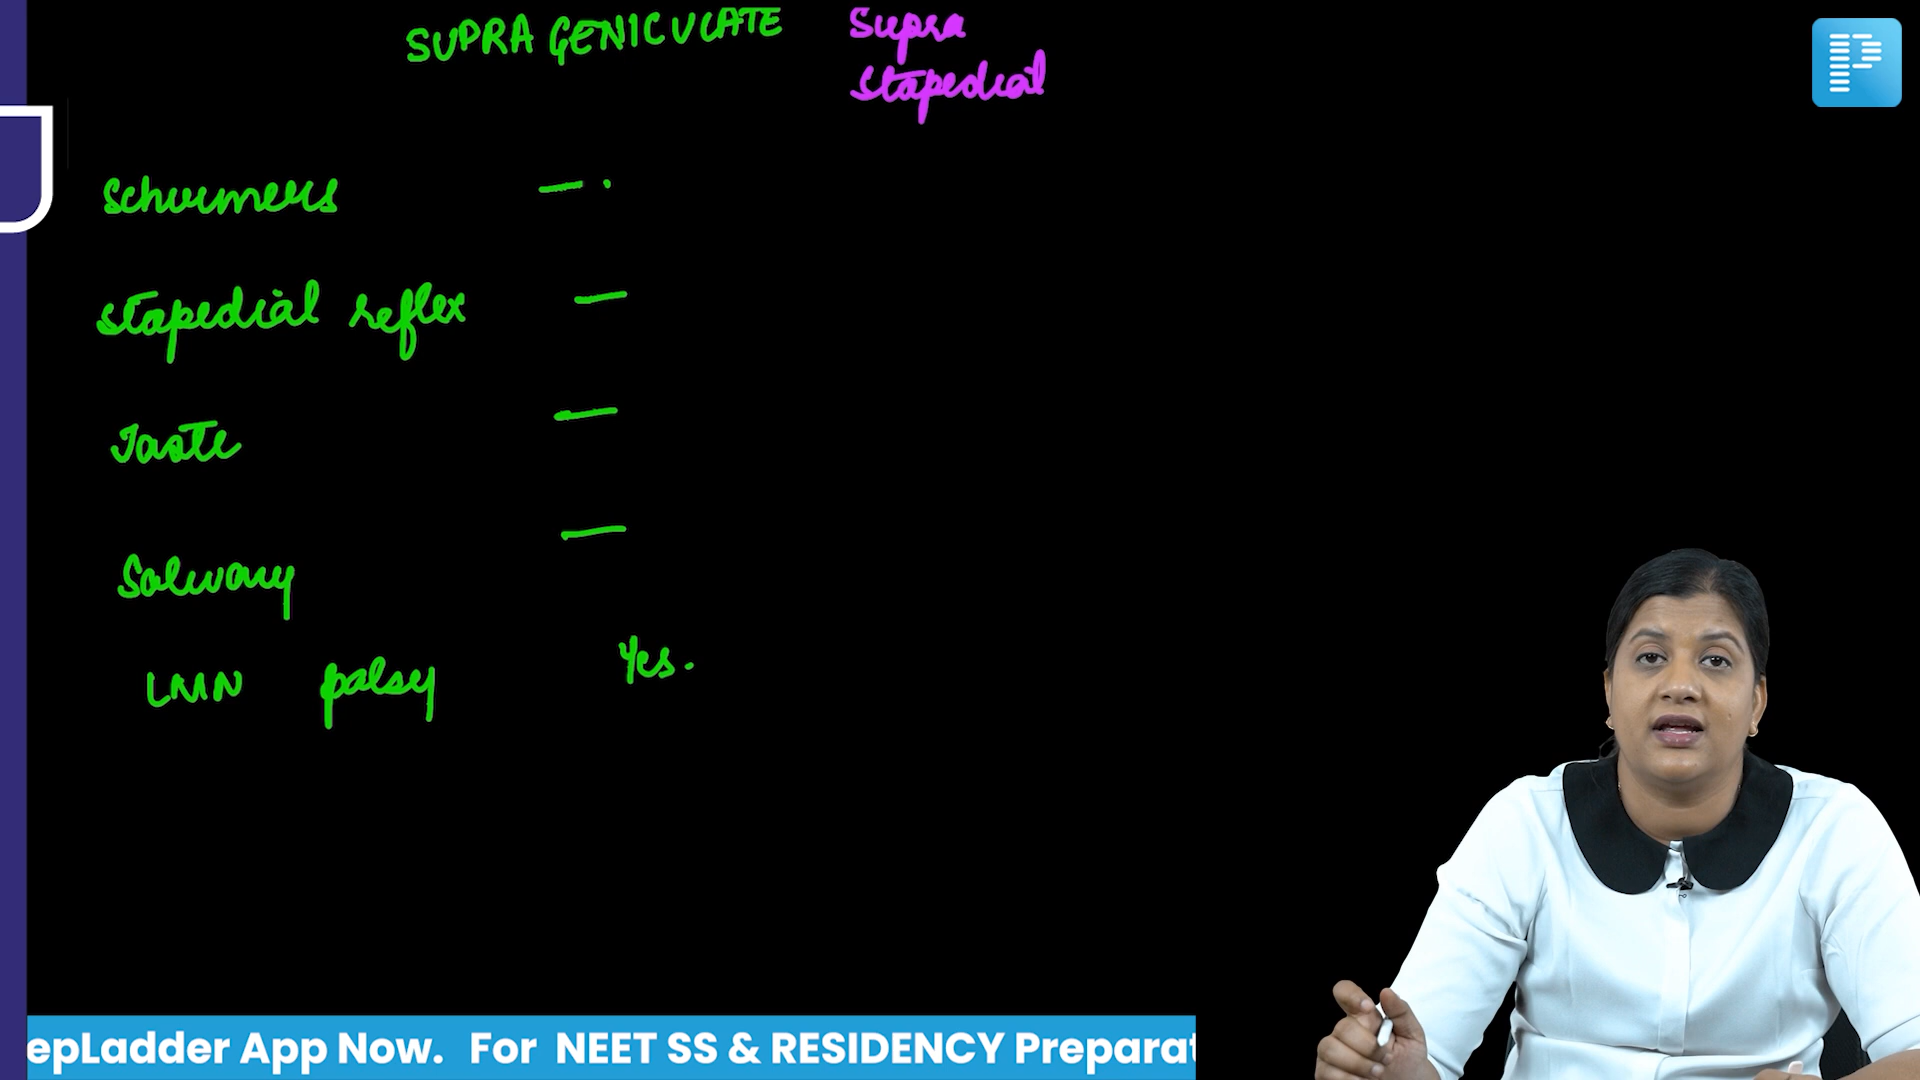 SUPRA GENICULATE
Supra
Stapedial
Schirmers — .
Stapedial reflex —
Taste —
Salivary —
LMN palsy Yes.
epLadder App Now. For NEET SS & RESIDENCY Preparat